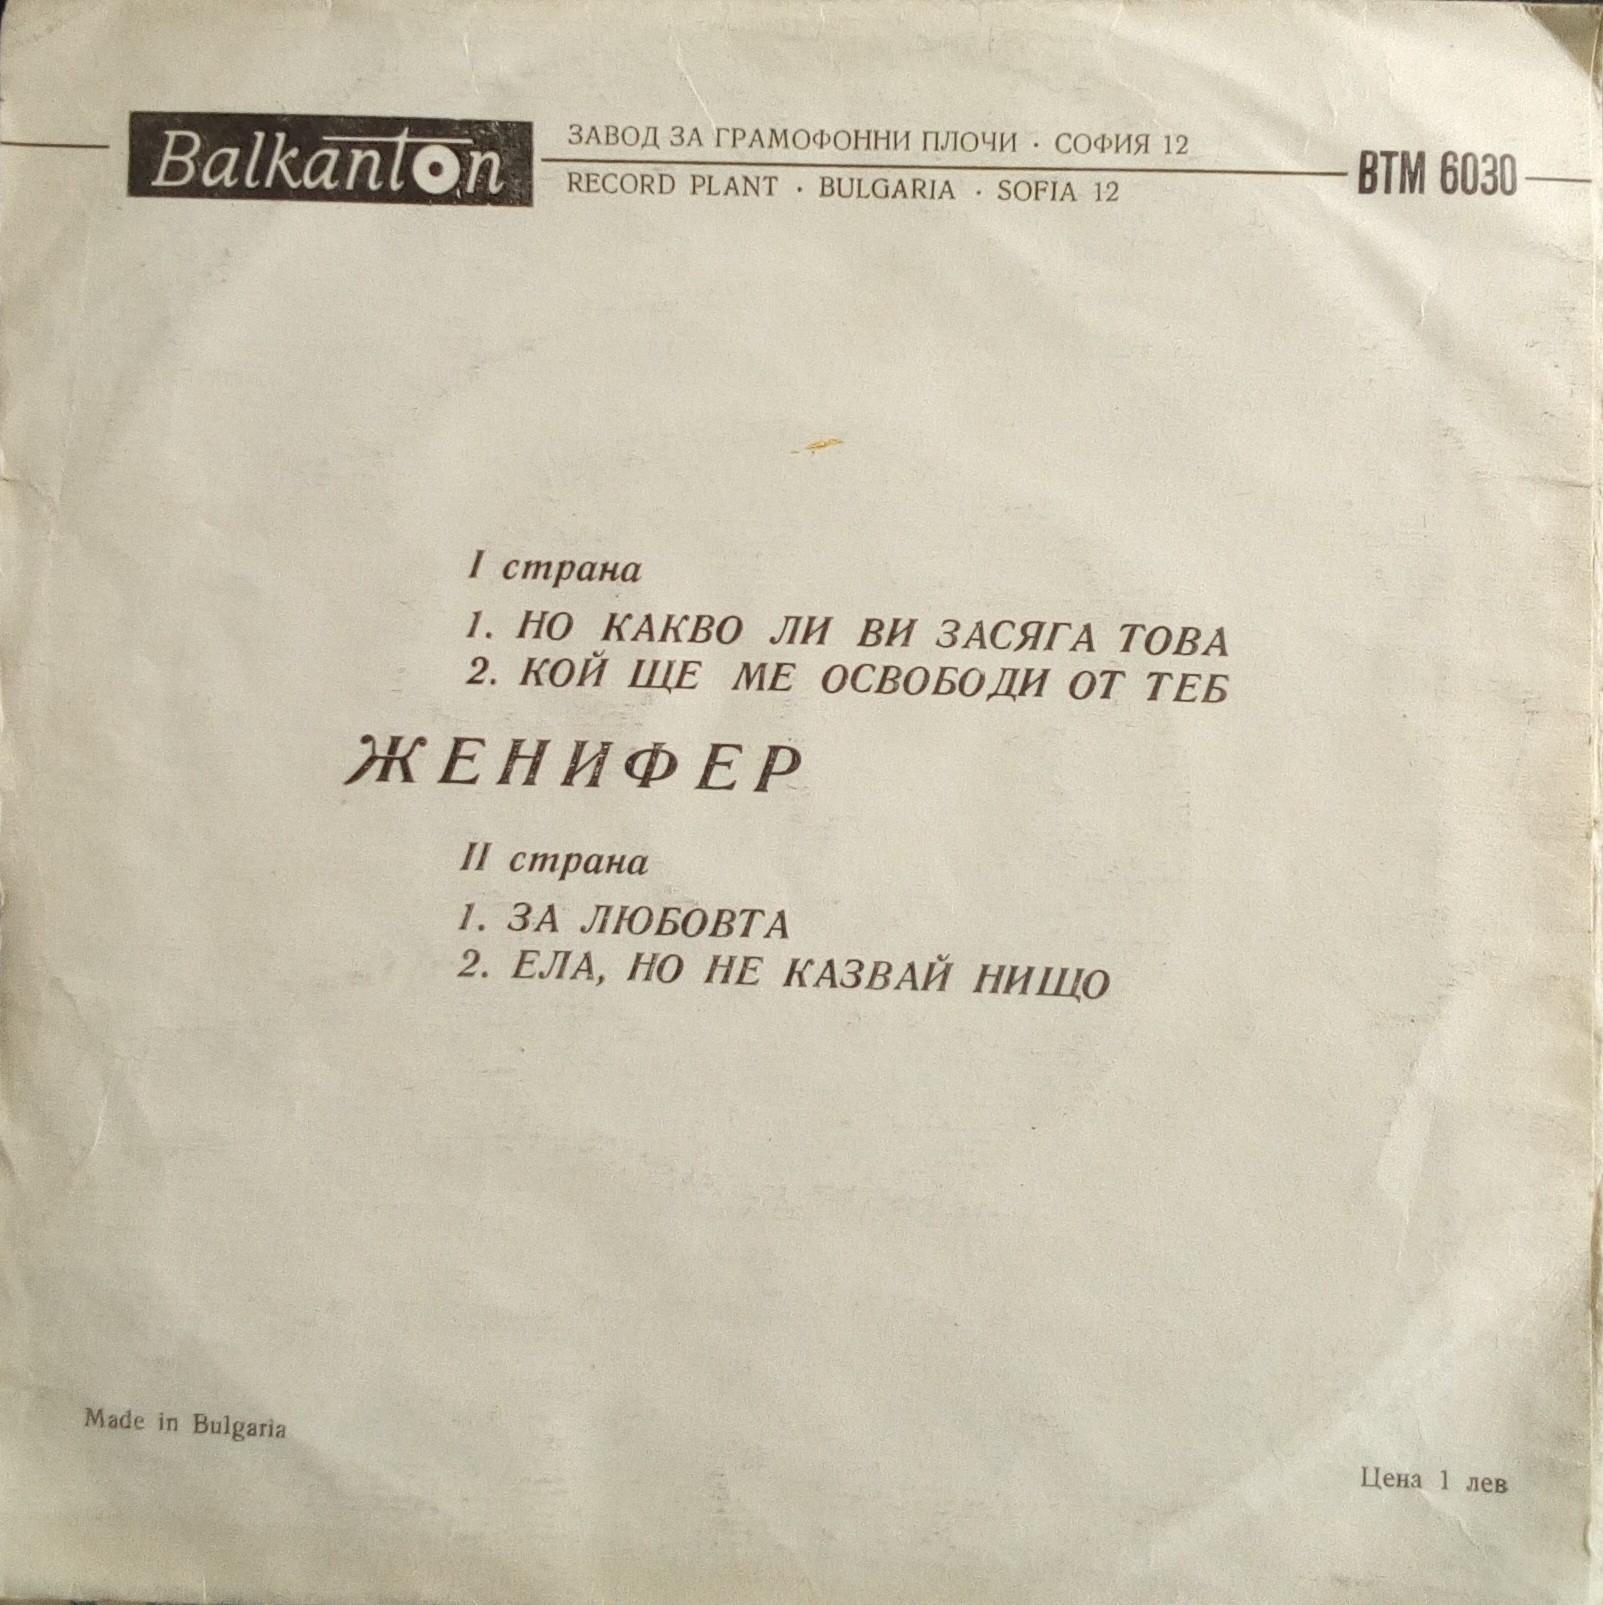 Balkanton
ЗАВОД ЗА ГРАМОФОННИ ПЛОЧИ · СОФИЯ 12
RECORD PLANT · BULGARIA · SOFIA 12
ВТМ 6030
I страна
1. НО КАКВО ЛИ ВИ ЗАСЯГА ТОВА
2. КОЙ ЩЕ МЕ ОСВОБОДИ ОТ ТЕБ
ЖЕНИФЕР
II страна
1. ЗА ЛЮБОВТА
2. ЕЛА, НО НЕ КАЗВАЙ НИЩО
Made in Bulgaria
Цена 1 лев